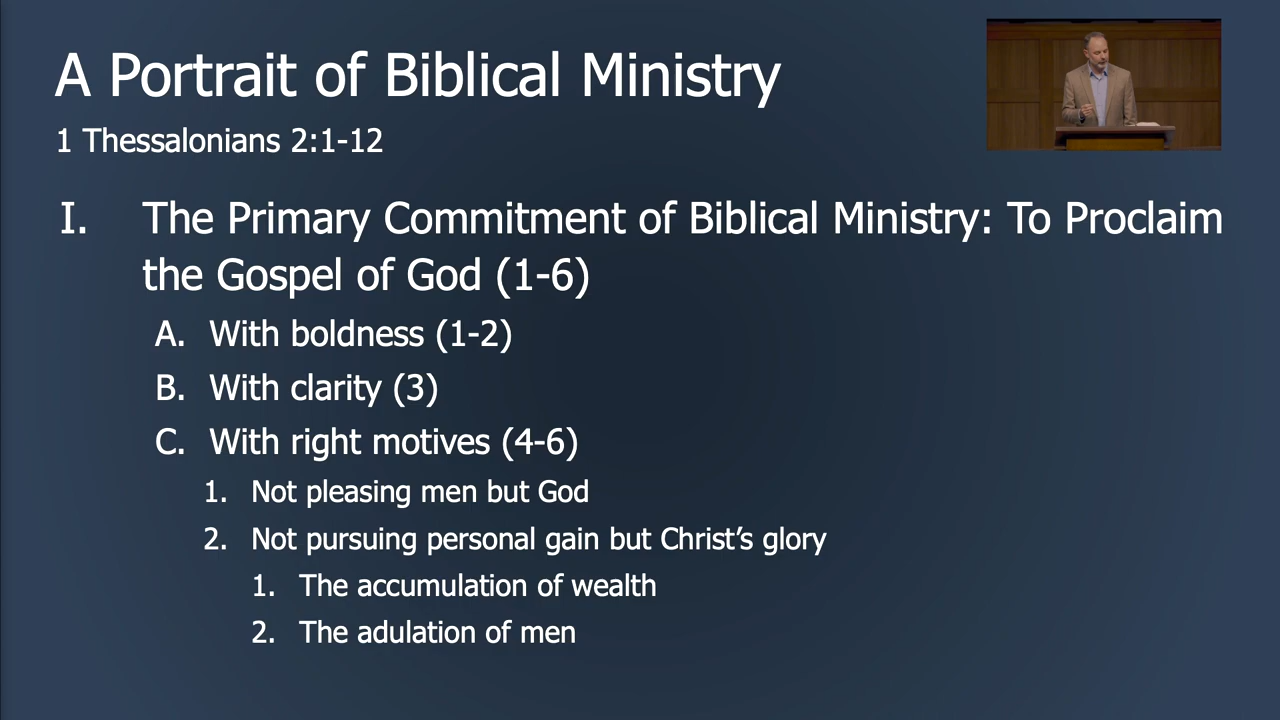 A Portrait of Biblical Ministry
1 Thessalonians 2:1-12
I. The Primary Commitment of Biblical Ministry: To Proclaim
the Gospel of God (1-6)
A. With boldness (1-2)
B. With clarity (3)
C. With right motives (4-6)
1. Not pleasing men but God
2. Not pursuing personal gain but Christ’s glory
1. The accumulation of wealth
2. The adulation of men